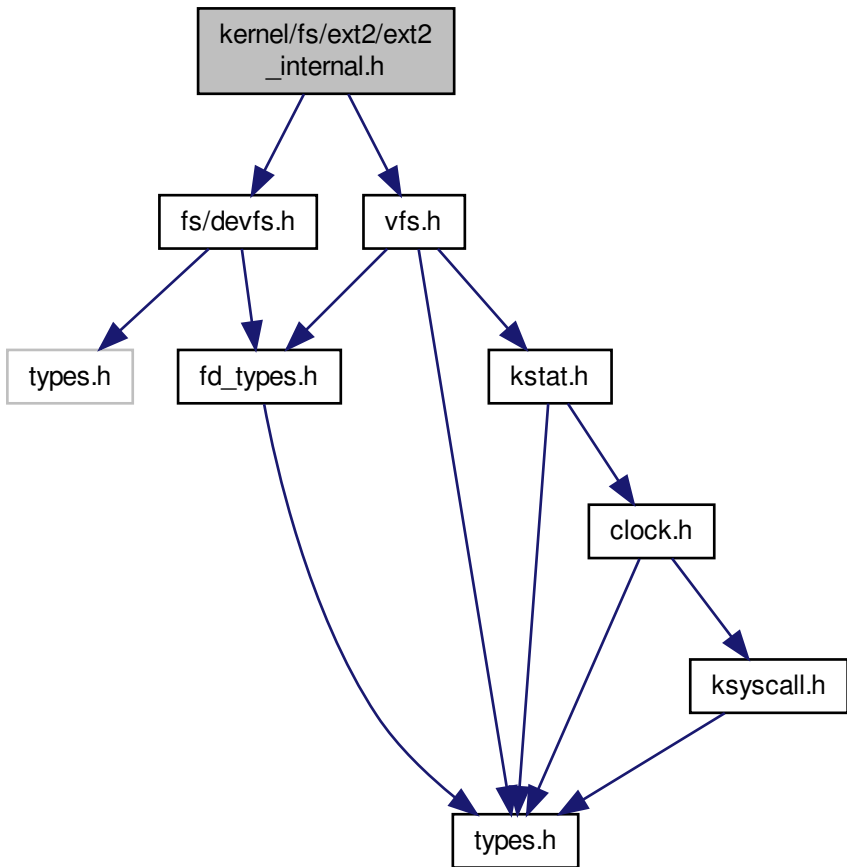 kernel/fs/ext2/ext2
_internal.h
fs/devfs.h
vfs.h
types.h
fd_types.h
kstat.h
clock.h
ksyscall.h
types.h